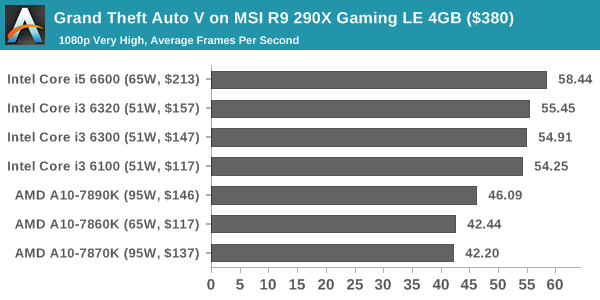 Grand Theft Auto V on MSI R9 290X Gaming LE 4GB ($380)
1080p Very High, Average Frames Per Second
Intel Core i5 6600 (65W, $213) 58.44
Intel Core i3 6320 (51W, $157) 55.45
Intel Core i3 6300 (51W, $147) 54.91
Intel Core i3 6100 (51W, $117) 54.25
AMD A10-7890K (95W, $146) 46.09
AMD A10-7860K (65W, $117) 42.44
AMD A10-7870K (95W, $137) 42.20
0 5 10 15 20 25 30 35 40 45 50 55 60